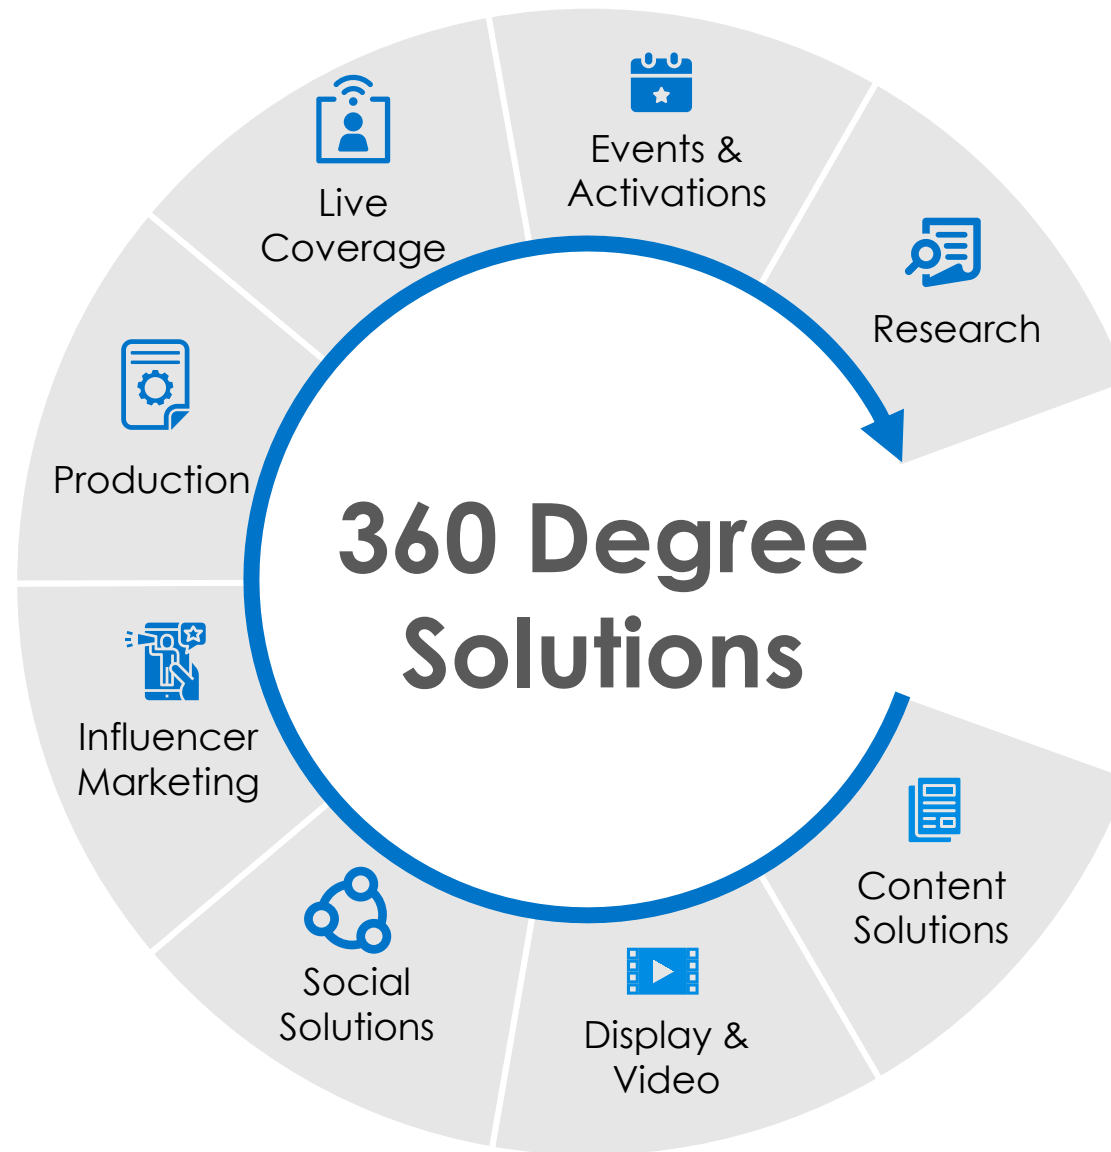 Events &
Activations
Live
Coverage
Research
Production
360 Degree
Solutions
Influencer
Marketing
Content
Solutions
Social
Solutions
Display &
Video